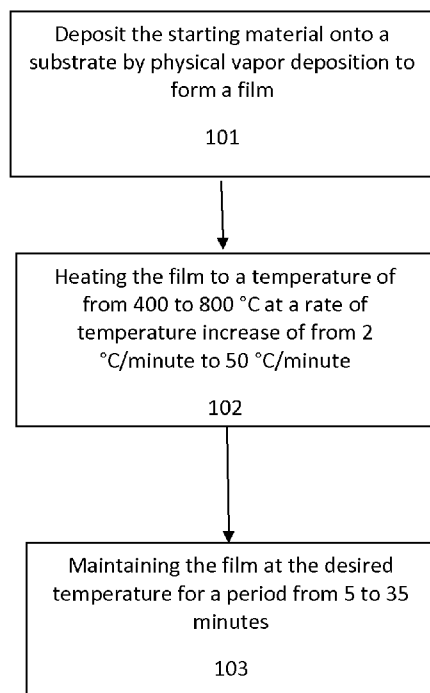 Deposit the starting material onto a
substrate by physical vapor deposition to
form a film
101
Heating the film to a temperature of
from 400 to 800 °C at a rate of
temperature increase of from 2
°C/minute to 50 °C/minute
102
Maintaining the film at the desired
temperature for a period from 5 to 35
minutes
103